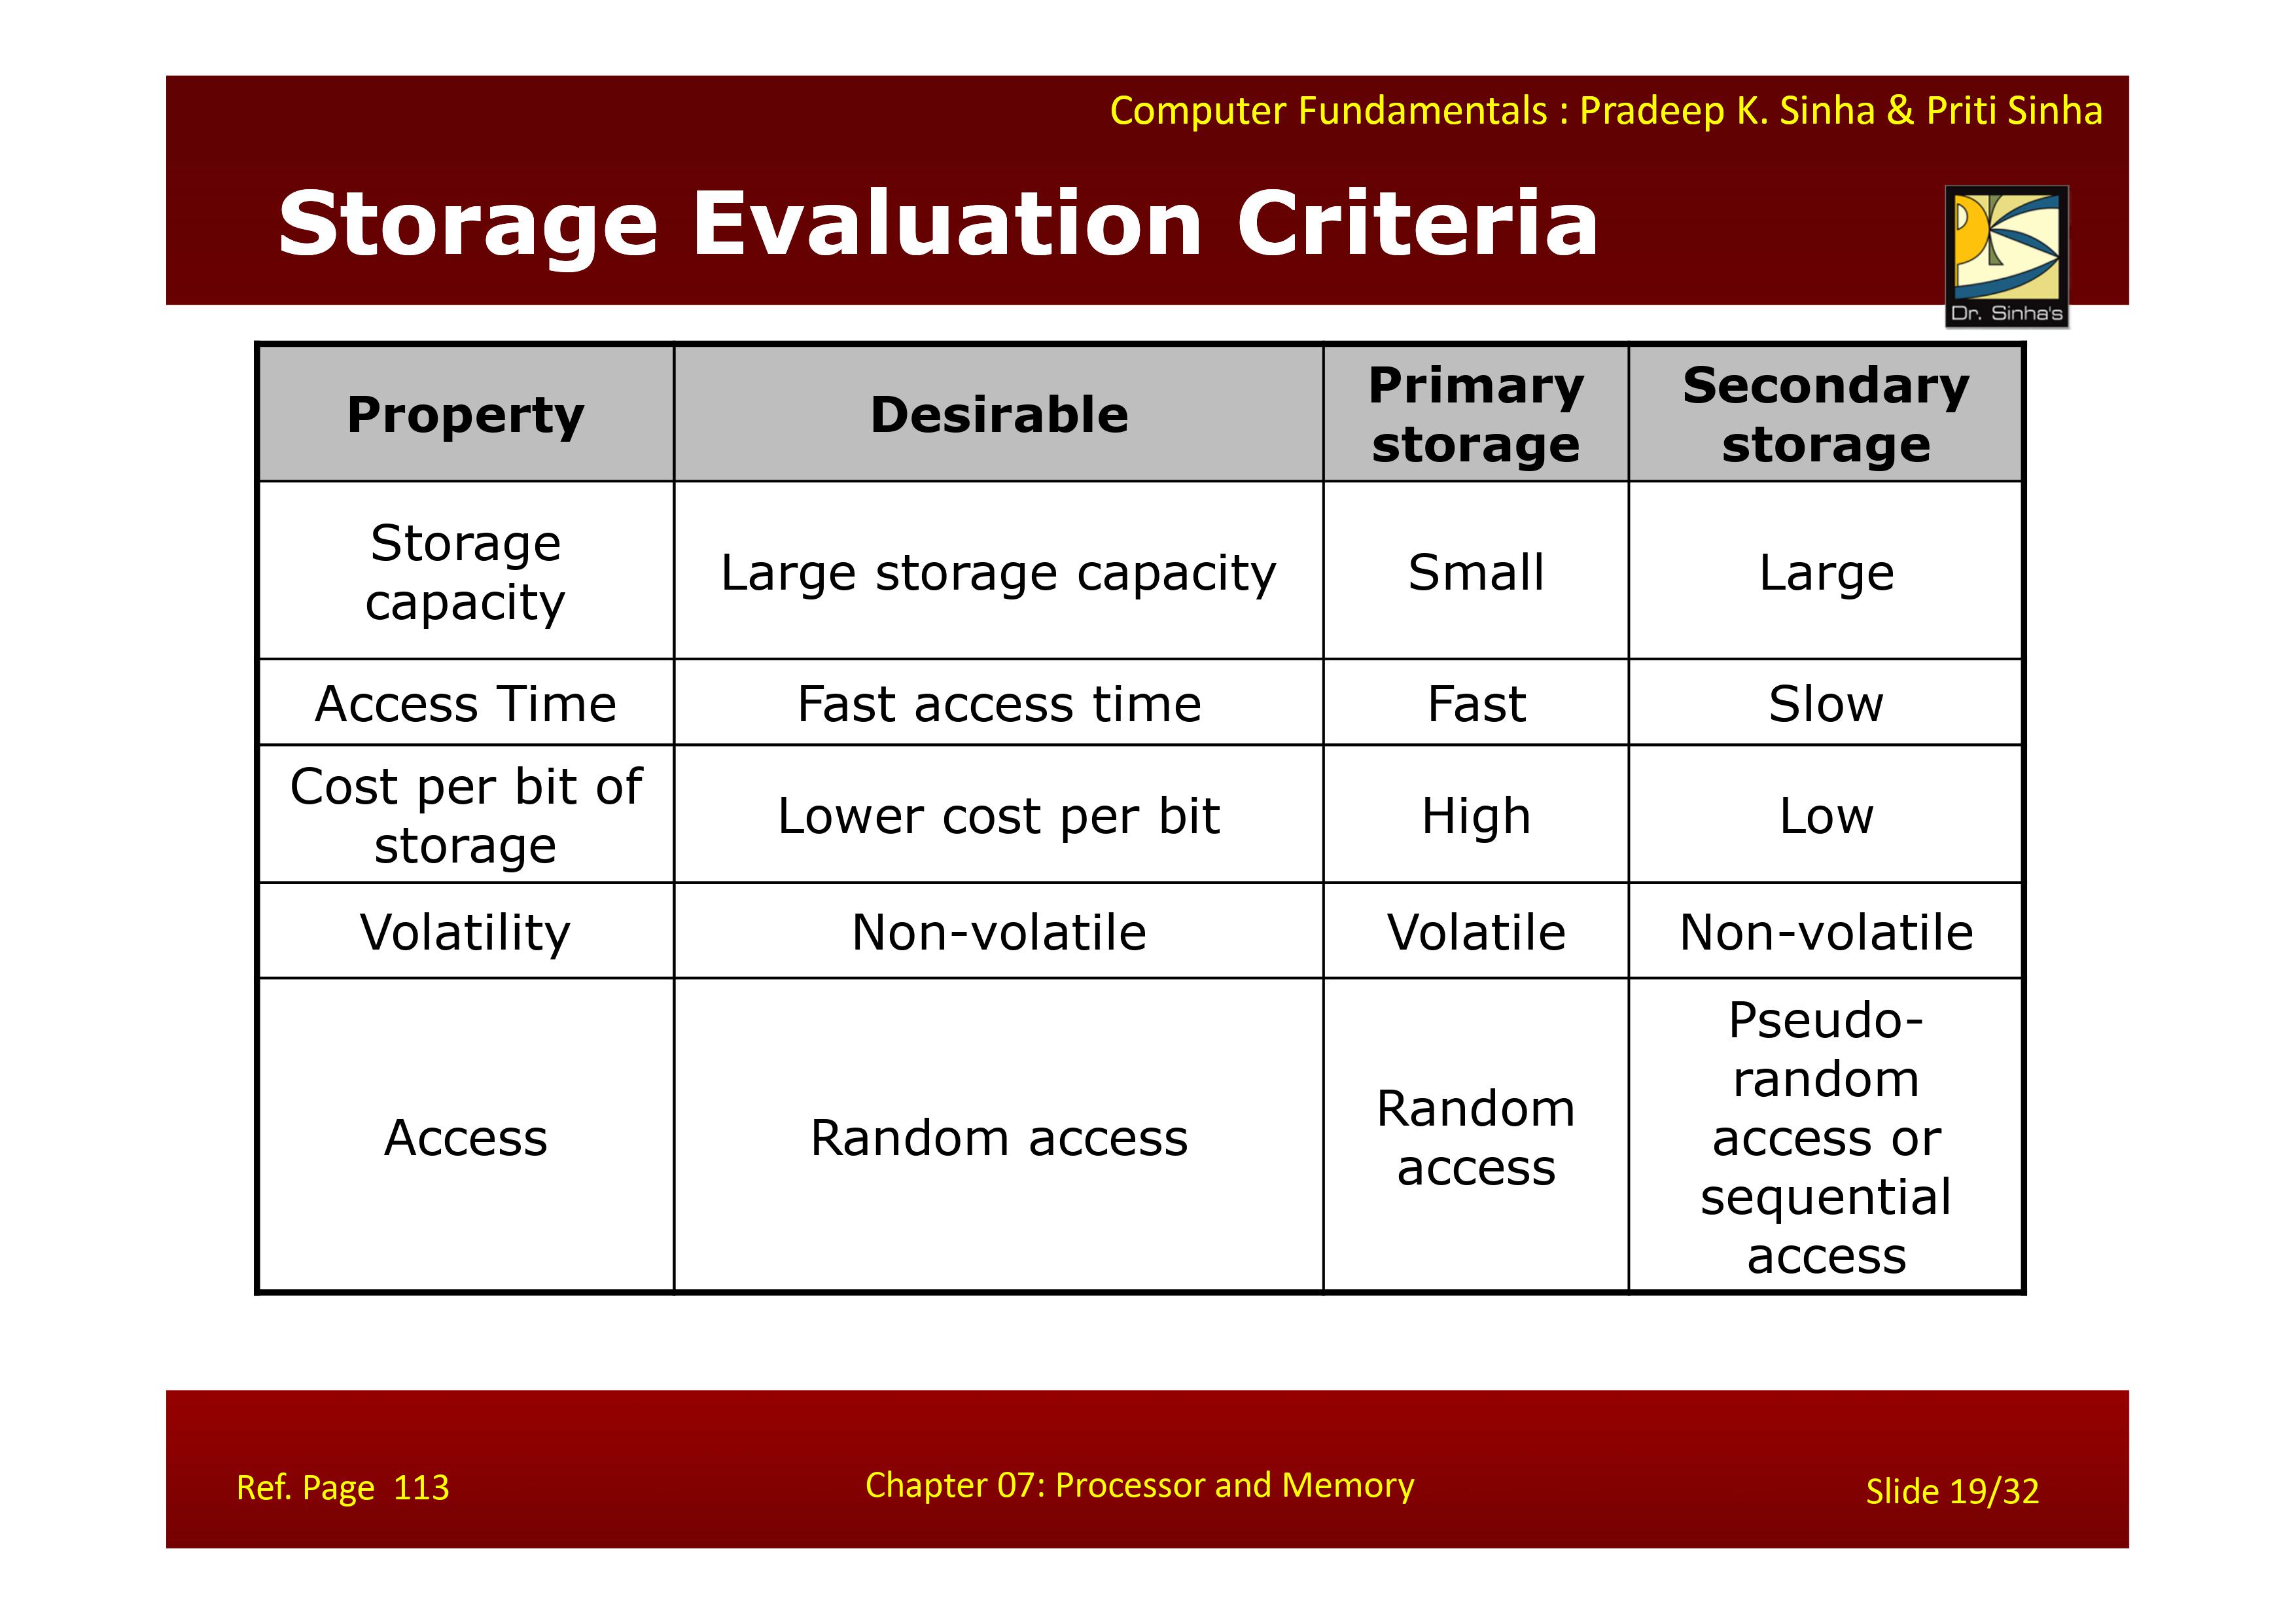 Computer Fundamentals : Pradeep K. Sinha & Priti Sinha
Storage Evaluation Criteria
Dr. Sinha's
Property
Desirable
Primary
storage
Secondary
storage
Storage
capacity
Large storage capacity
Small
Large
Access Time
Fast access time
Fast
Slow
Cost per bit of
storage
Lower cost per bit
High
Low
Volatility
Non-volatile
Volatile
Non-volatile
Access
Random access
Random
access
Pseudo-
random
access or
sequential
access
Ref. Page 113
Chapter 07: Processor and Memory
Slide 19/32